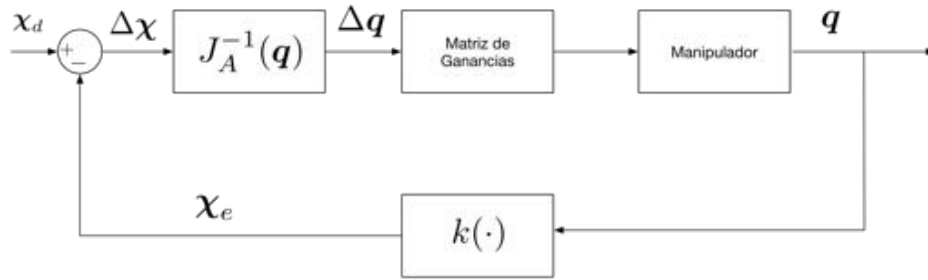 χ_d
+
−
Δχ
J_A^{-1}(q)
Δq
Matriz de
Ganancias
Manipulador
q
χ_e
k(·)